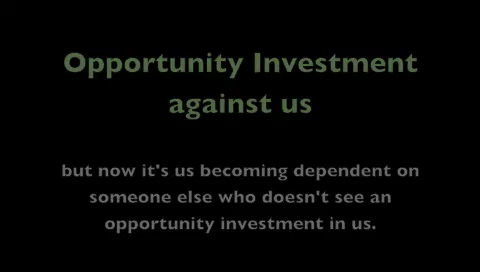 Opportunity Investment
against us
but now it's us becoming dependent on
someone else who doesn't see an
opportunity investment in us.